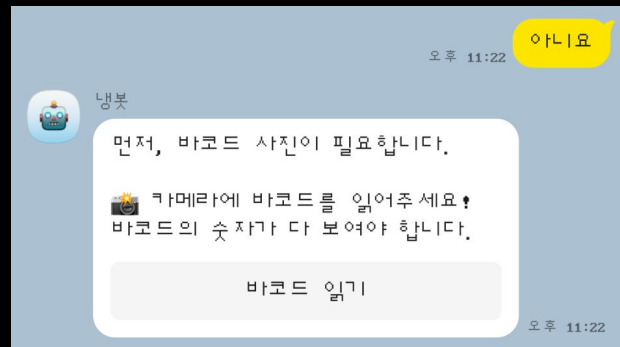 아니요
오후 11:22
냉봇
먼저, 바코드 사진이 필요합니다.
📸 카메라에 바코드를 읽어주세요!
바코드의 숫자가 다 보여야 합니다.
바코드 읽기
오후 11:22